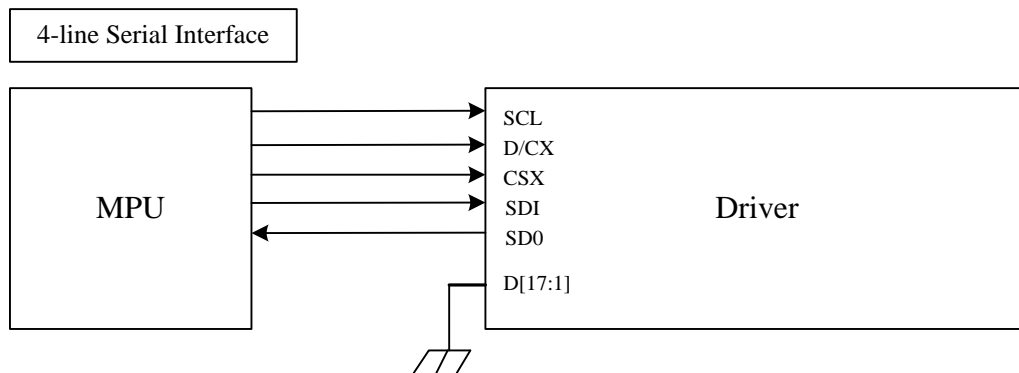 4-line Serial Interface
MPU
SCL
D/CX
CSX
SDI
SD0
D[17:1]
Driver